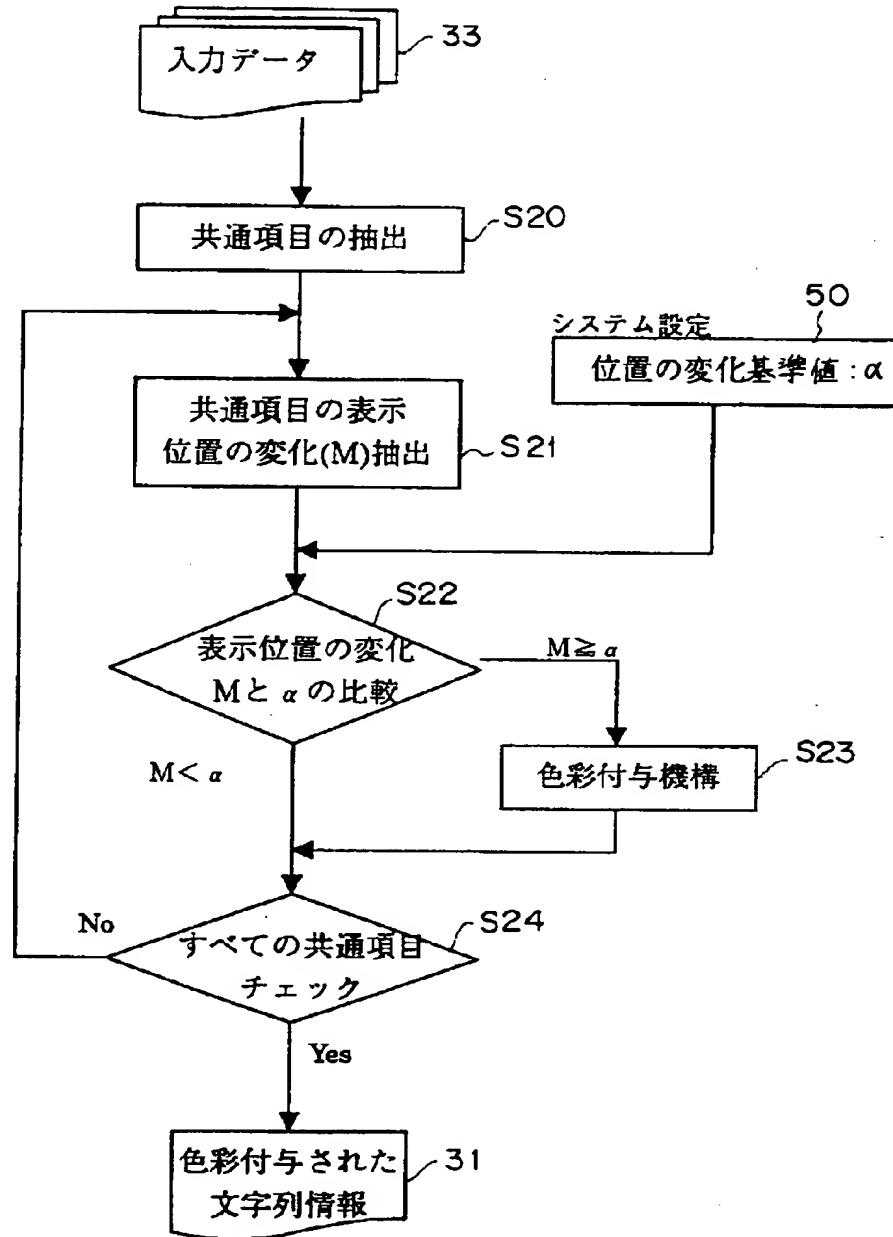 33
入力データ
S20
共通項目の抽出
50
システム設定
位置の変化基準値：α
共通項目の表示
位置の変化(M)抽出
S21
S22
表示位置の変化
Mとαの比較
M≧α
S23
色彩付与機構
M<α
No
S24
すべての共通項目
チェック
Yes
色彩付与された
文字列情報
31